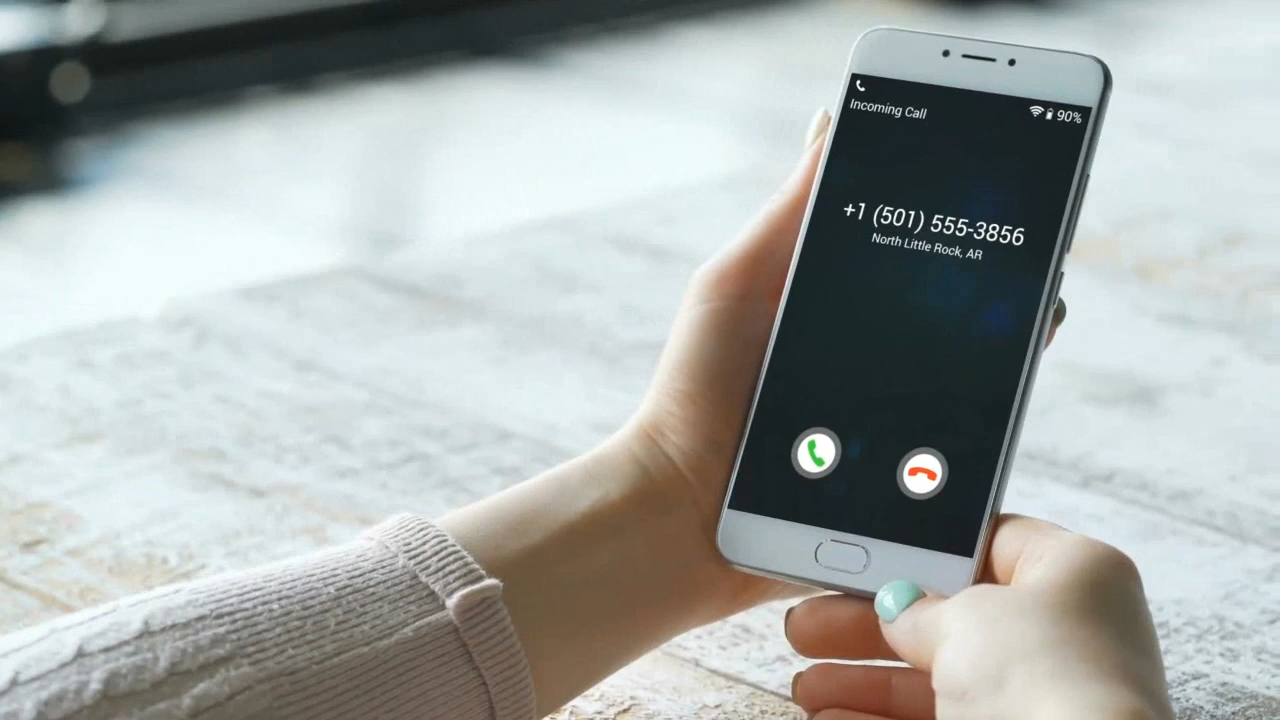 Incoming Call
90%
+1 (501) 555-3856
North Little Rock, AR